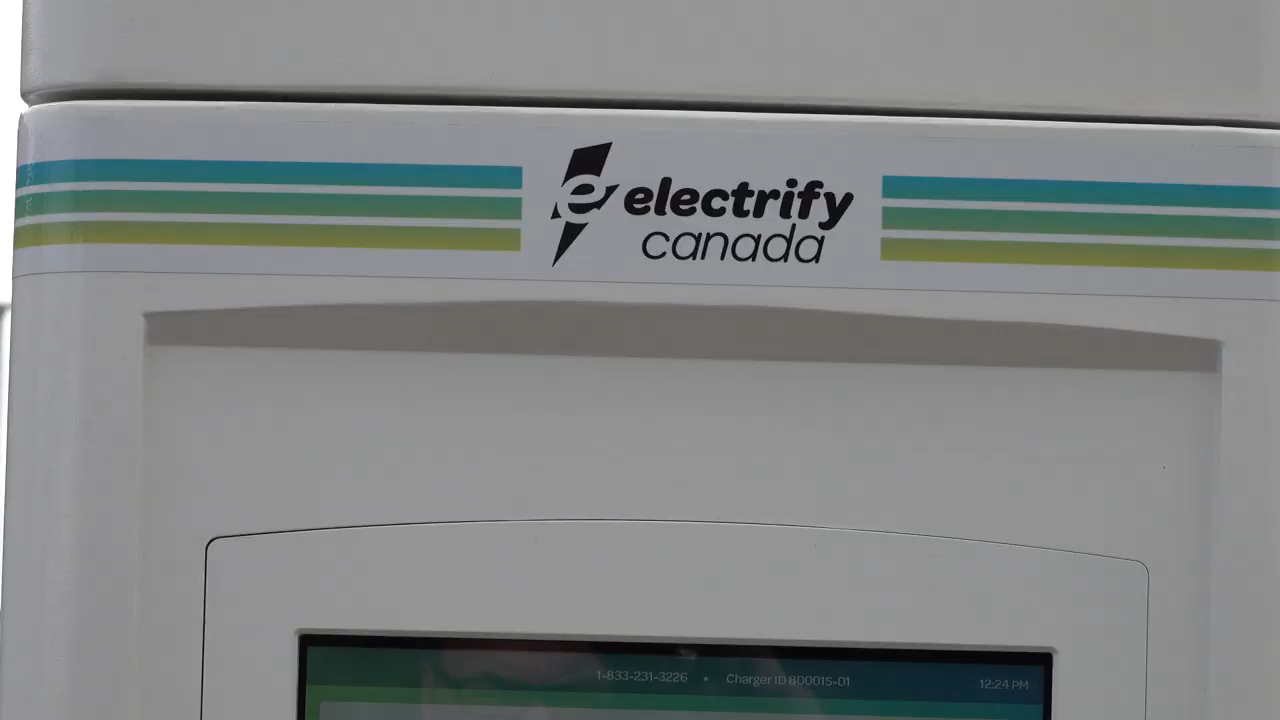 e electrify
canada
1-833-231-3226 • Charger ID 800015-01 12:24 PM